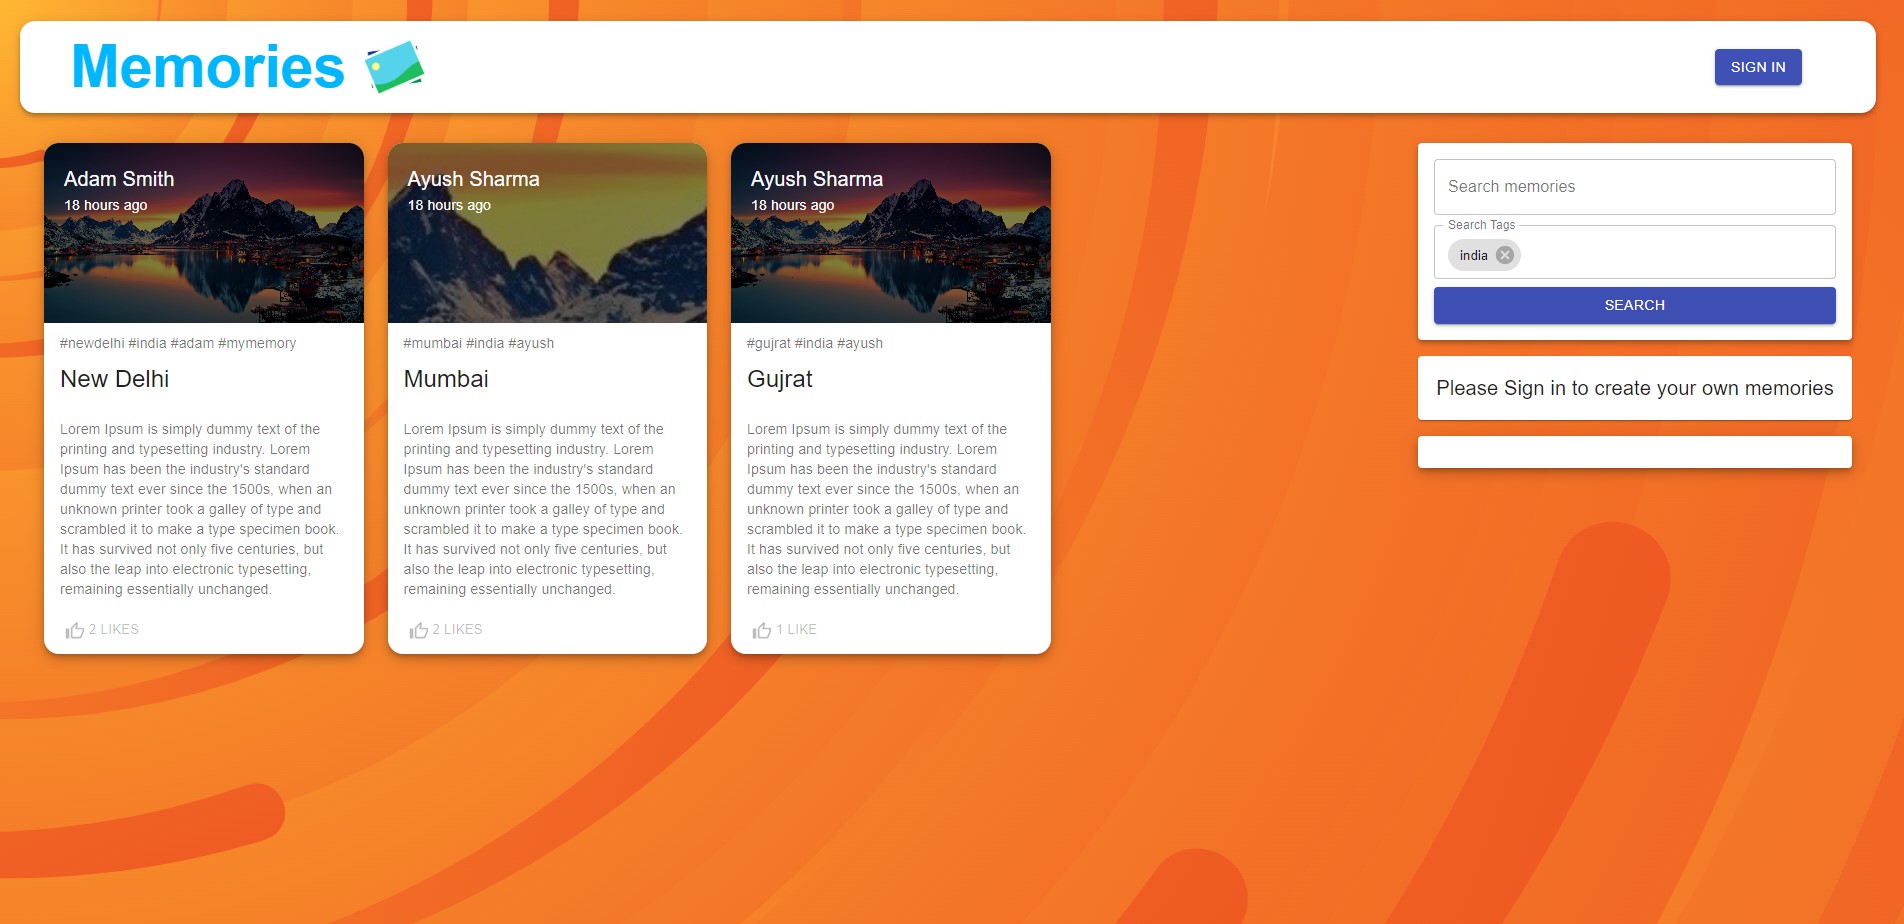 Memories
SIGN IN
Adam Smith
18 hours ago
#newdelhi #india #adam #mymemory
New Delhi
Lorem Ipsum is simply dummy text of the
printing and typesetting industry. Lorem
Ipsum has been the industry's standard
dummy text ever since the 1500s, when an
unknown printer took a galley of type and
scrambled it to make a type specimen book.
It has survived not only five centuries, but
also the leap into electronic typesetting,
remaining essentially unchanged.
2 LIKES
Ayush Sharma
18 hours ago
#mumbai #india #ayush
Mumbai
Lorem Ipsum is simply dummy text of the
printing and typesetting industry. Lorem
Ipsum has been the industry's standard
dummy text ever since the 1500s, when an
unknown printer took a galley of type and
scrambled it to make a type specimen book.
It has survived not only five centuries, but
also the leap into electronic typesetting,
remaining essentially unchanged.
2 LIKES
Ayush Sharma
18 hours ago
#gujrat #india #ayush
Gujrat
Lorem Ipsum is simply dummy text of the
printing and typesetting industry. Lorem
Ipsum has been the industry's standard
dummy text ever since the 1500s, when an
unknown printer took a galley of type and
scrambled it to make a type specimen book.
It has survived not only five centuries, but
also the leap into electronic typesetting,
remaining essentially unchanged.
1 LIKE
Search memories
Search Tags
india
SEARCH
Please Sign in to create your own memories